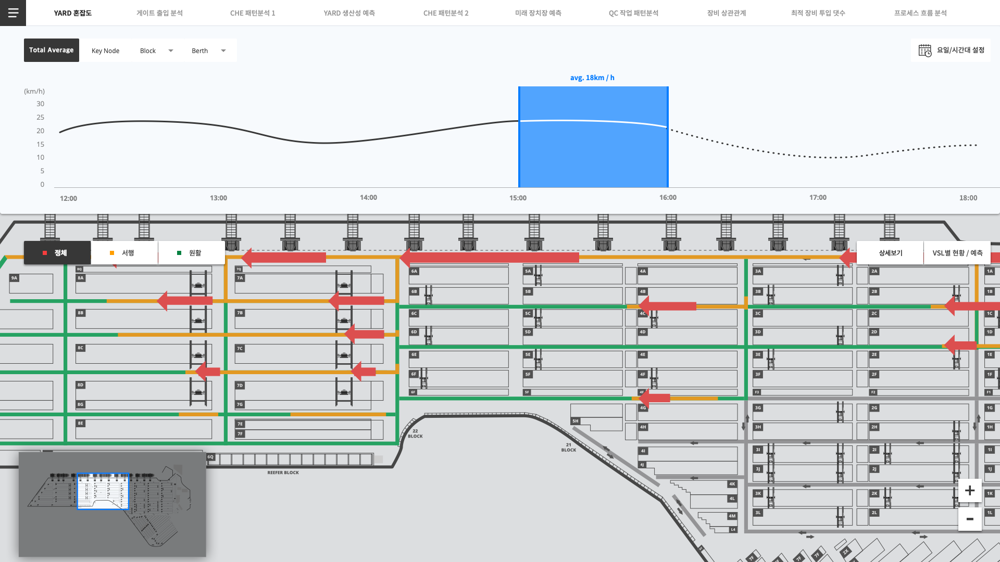 YARD 혼잡도 게이트 출입 분석 CHE 패턴분석 1 YARD 생산성 예측 CHE 패턴분석 2 미래 장치장 예측 QC 작업 패턴분석 장비 상관관계 최적 장비 투입 댓수 프로세스 흐름 분석
Total Average Key Node Block Berth 요일/시간대 설정
avg. 18km / h
(km/h)
30
25
20
15
10
5
0
12:00 13:00 14:00 15:00 16:00 17:00 18:00
정체 서행 원활 상세보기 VSL별 현황 / 예측
8Q 7Q
6A 5A 4A 3A 2A 1A
9A 8A 7A
6B 5B 4B 3B 2B 1B
8B 7B 6C 5C 4C 3C 2C 1C
6D 5D 4D 3D 2D 1D
8C 7C
6E 5E 4E 3E 2E 1E
6F 5F 4F 3F 2F 1F
8D 7D
6F 5F 4F F3 F2 F1
8G 7G 4G 3G 2G 1G
5H
8E 7E 4H 3H 2H 1H
7F
22
BLOCK
21
BLOCK
4I 3I 2I 1I
6Q
4J 3J 2J 1J
REEFER BLOCK
4K
3K 2K 1K
4L
3L 2L 1L
4M
L4
+
-
2X
7F 7F 7F